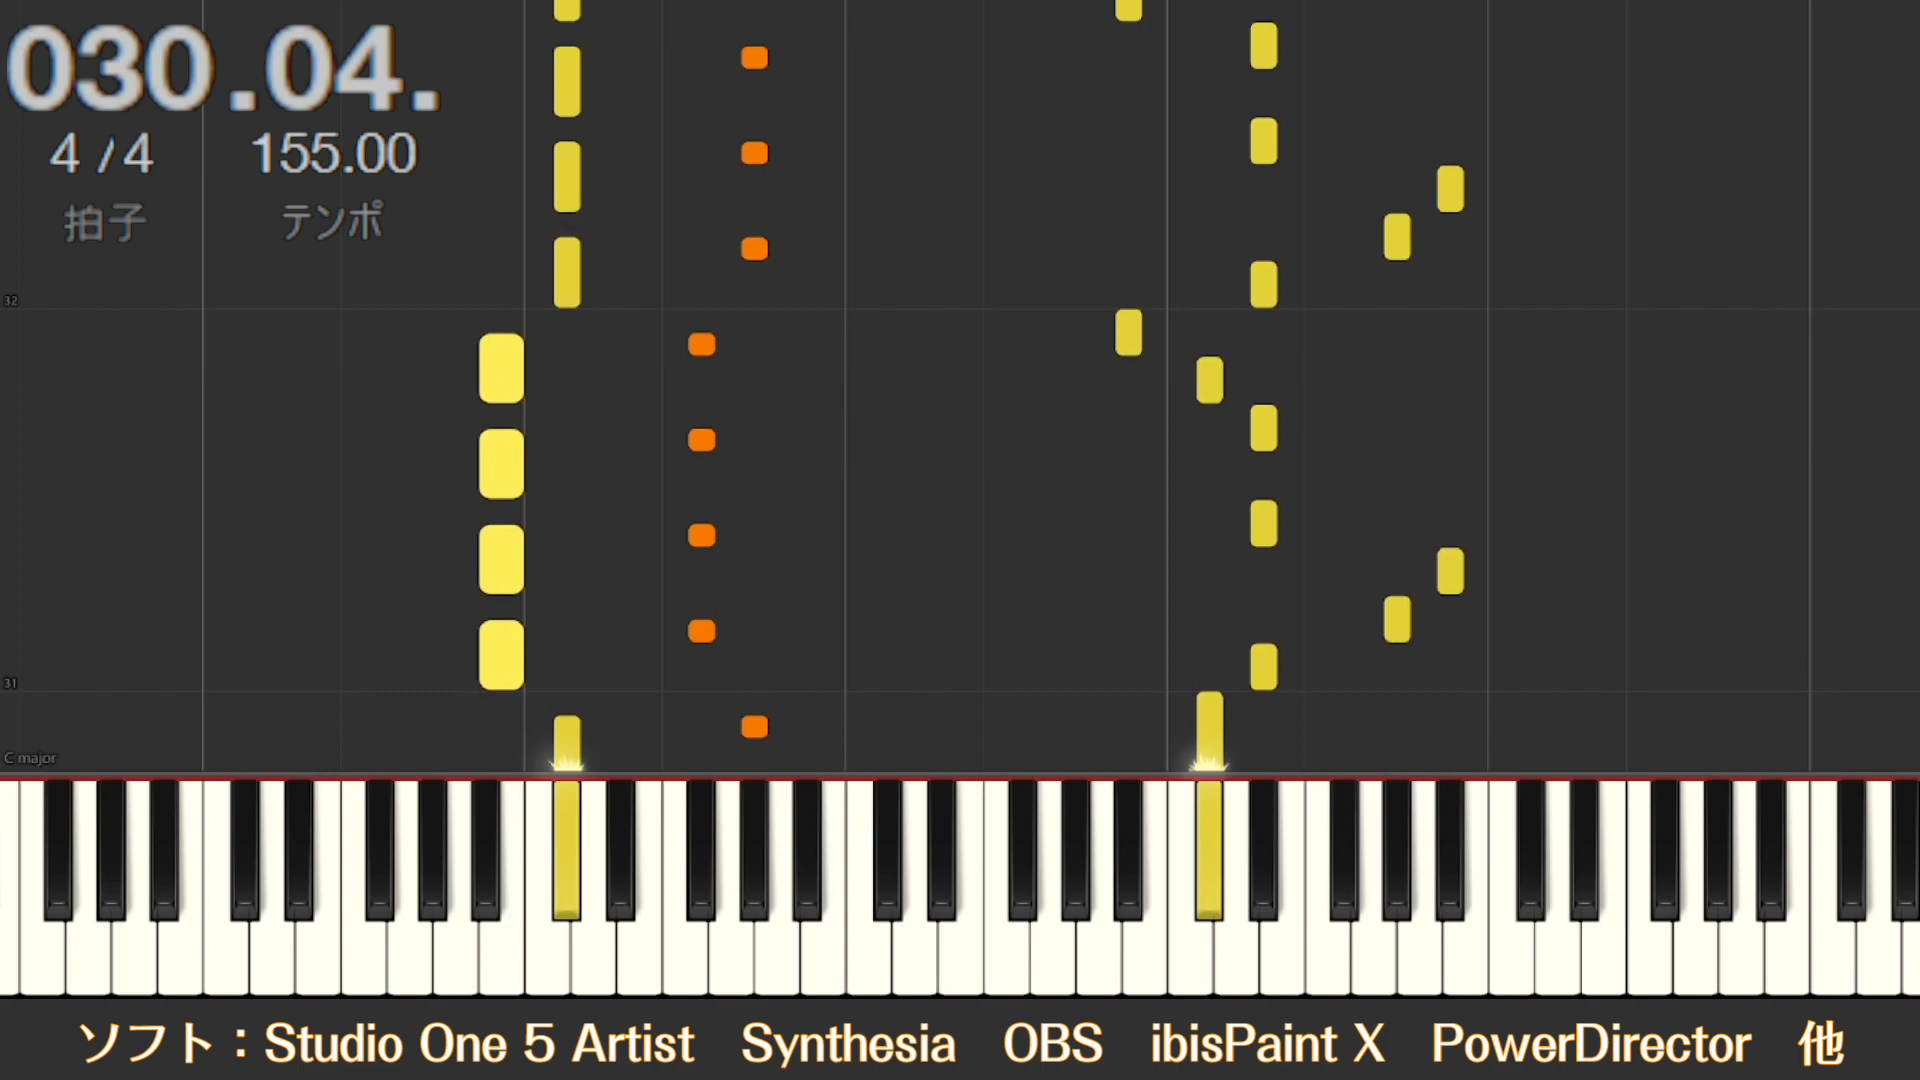 030.04.
4 / 4 155.00
拍子 テンポ
32
31
C major
ソフト：Studio One 5 Artist Synthesia OBS ibisPaint X PowerDirector 他